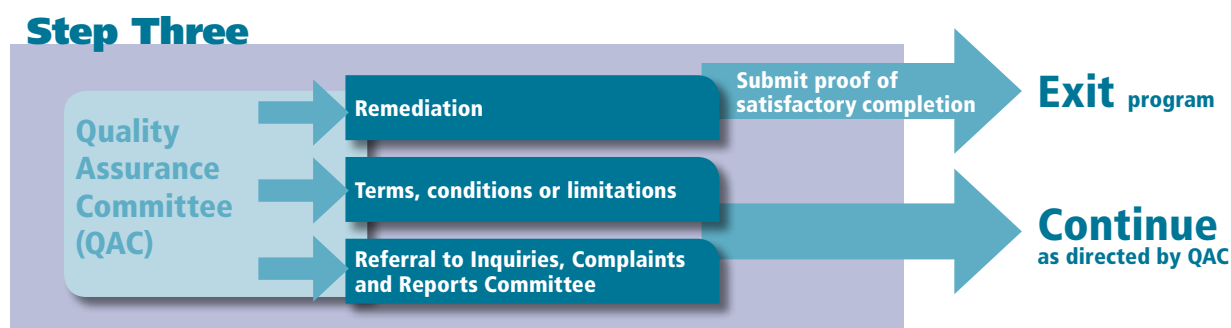 Step Three
Quality
Assurance
Committee
(QAC)
Remediation
Terms, conditions or limitations
Referral to Inquiries, Complaints
and Reports Committee
Submit proof of
satisfactory completion
Exit program
Continue
as directed by QAC